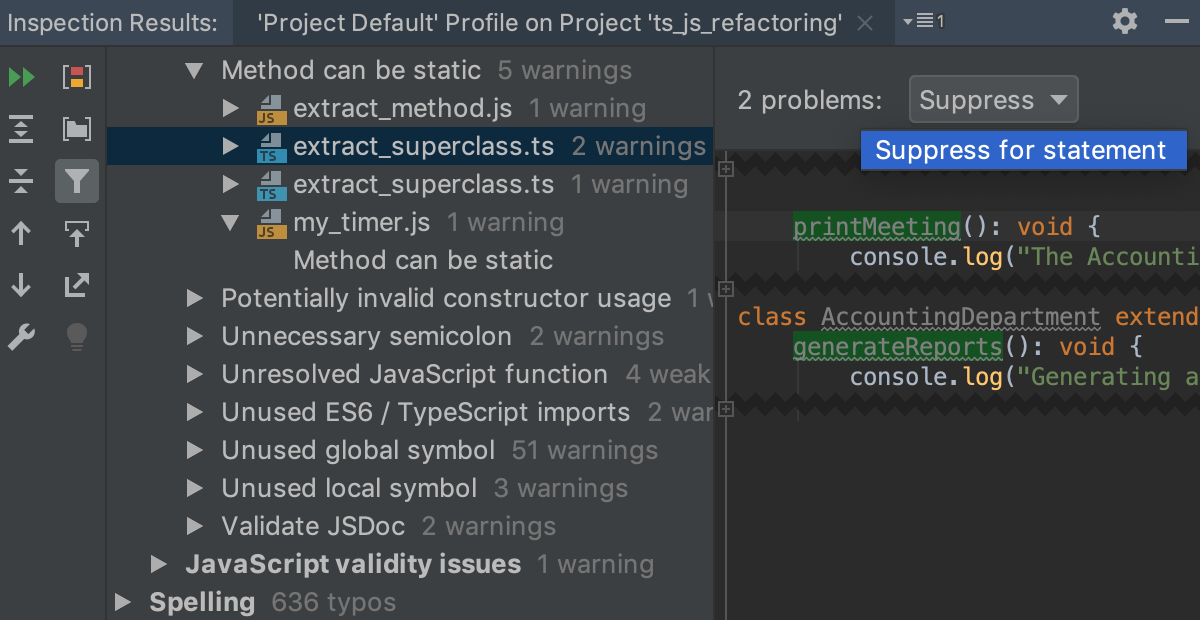 Inspection Results: 'Project Default' Profile on Project 'ts_js_refactoring' 1
Method can be static 5 warnings
JS extract_method.js 1 warning
TS extract_superclass.ts 2 warnings
TS extract_superclass.ts 1 warning
JS my_timer.js 1 warning
Method can be static
Potentially invalid constructor usage 1
Unnecessary semicolon 2 warnings
Unresolved JavaScript function 4 weak
Unused ES6 / TypeScript imports 2 war
Unused global symbol 51 warnings
Unused local symbol 3 warnings
Validate JSDoc 2 warnings
JavaScript validity issues 1 warning
Spelling 636 typos
2 problems: Suppress
Suppress for statement
printMeeting(): void {
console.log("The Accounti
class AccountingDepartment extend
generateReports(): void {
console.log("Generating a